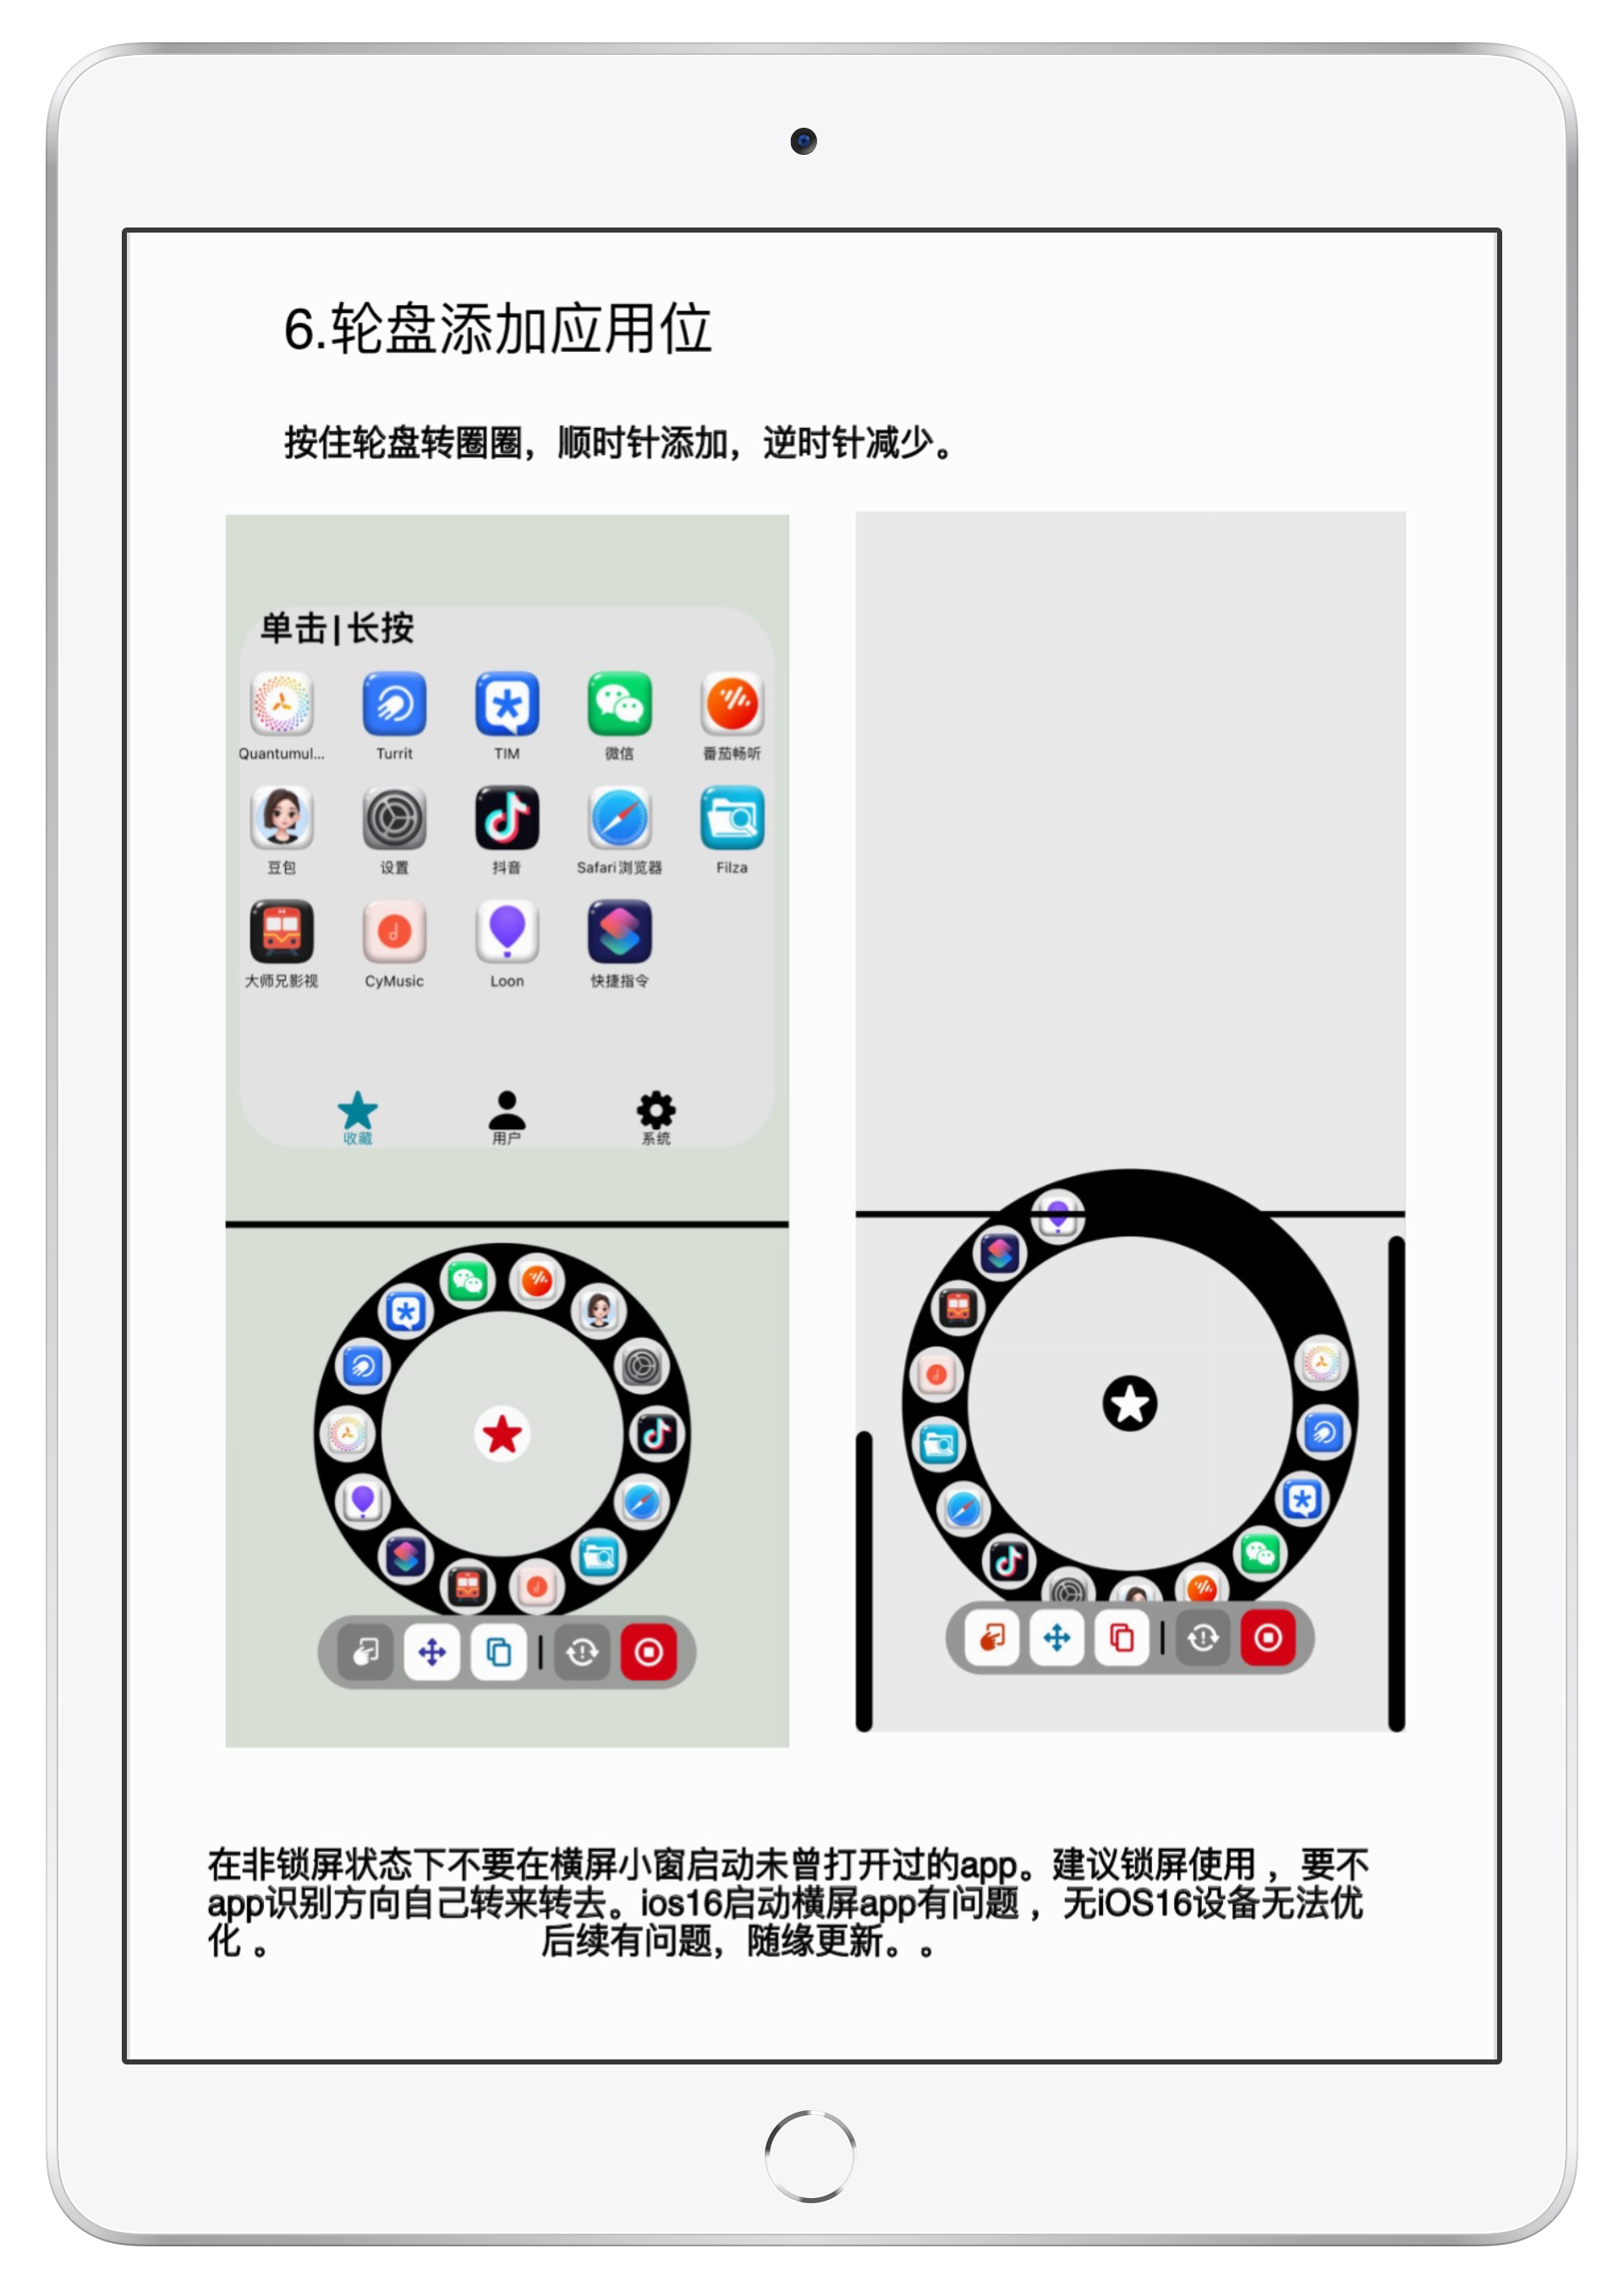 6.轮盘添加应用位
按住轮盘转圈圈，顺时针添加，逆时针减少。
单击|长按
Quantumul... Turrit TIM 微信 番茄畅听
豆包 设置 抖音 Safari浏览器 Filza
大师兄影视 CyMusic Loon 快捷指令
收藏 用户 系统
在非锁屏状态下不要在横屏小窗启动未曾打开过的app。建议锁屏使用 ，要不
app识别方向自己转来转去。ios16启动横屏app有问题 ，无iOS16设备无法优
化 。 后续有问题，随缘更新。。